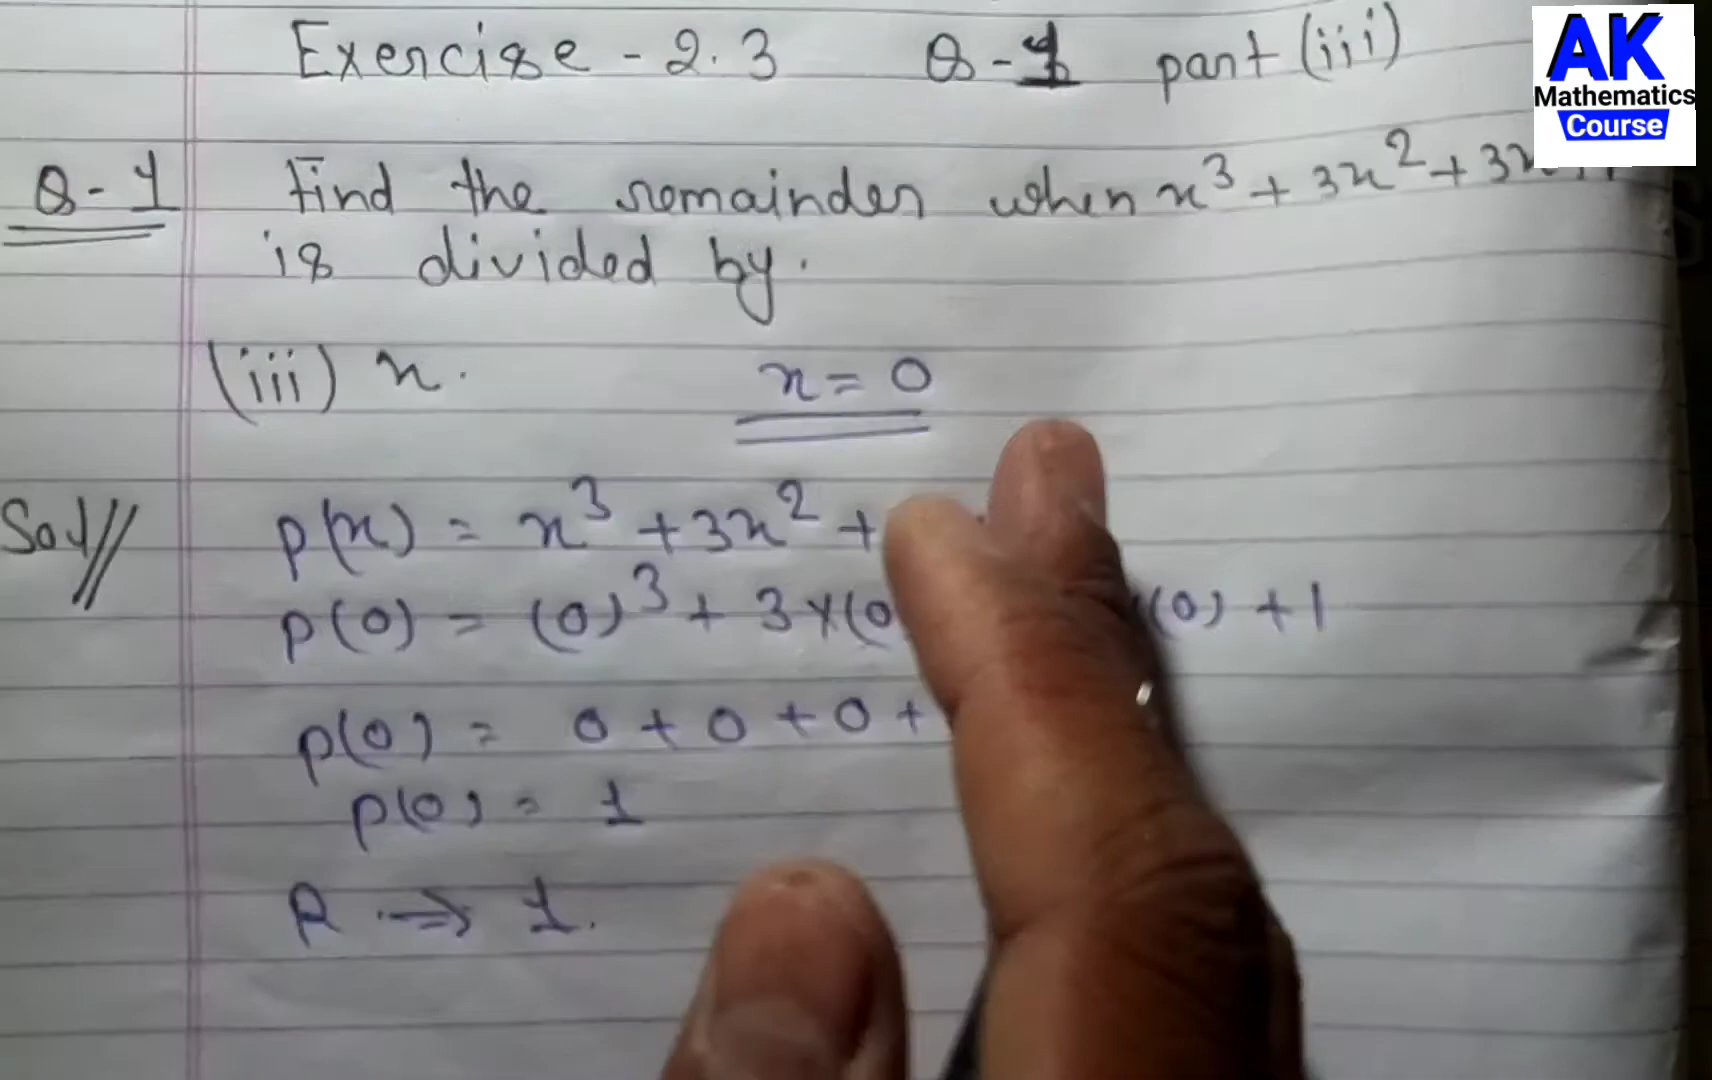 Exercise - 2.3 Q-1 part (iii)
AK
Mathematics
Course
Q-1 Find the remainder when x³ + 3x² + 3x
is divided by.
(iii) x. x = 0
Sol// p(x) = x³ + 3x² +
p(0) = (0)³ + 3×(0 (0) + 1
p(0) = 0 + 0 + 0 +
p(0) = 1
R → 1.